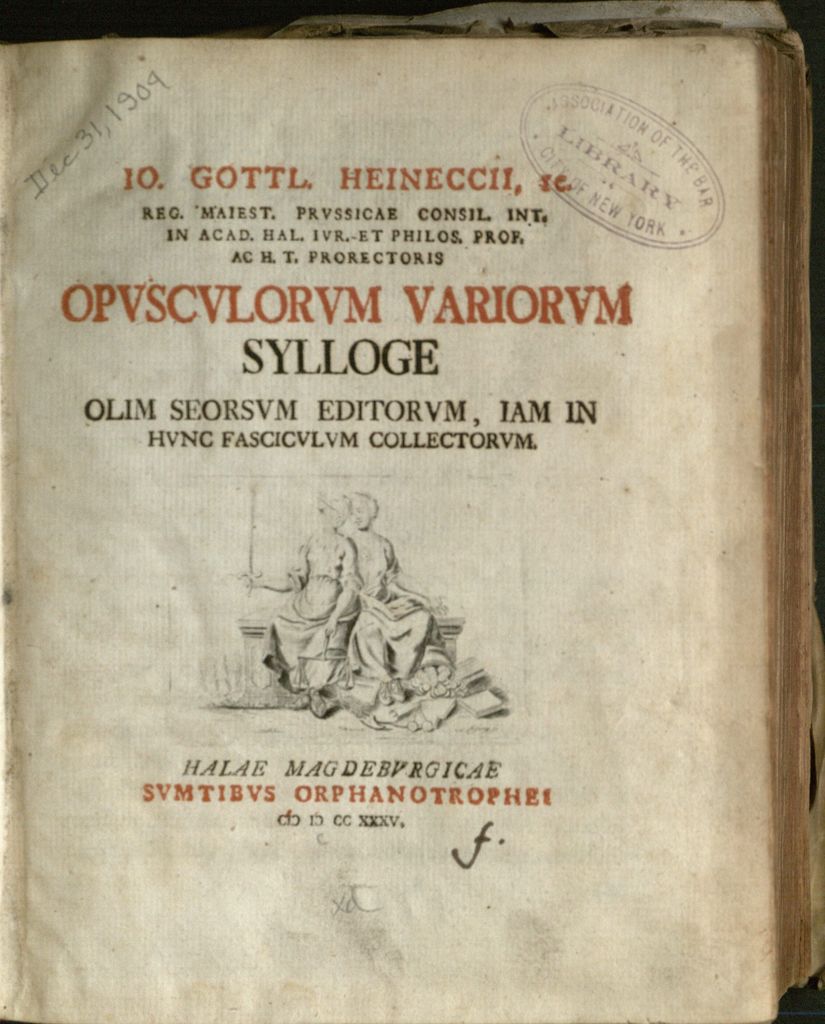 Dec 31, 1909
ASSOCIATION OF THE BAR
LIBRARY
CITY OF NEW YORK
IO. GOTTL. HEINECCII, IC.
REG. MAIEST. PRVSSICAE CONSIL. INT.
IN ACAD. HAL. IVR. ET PHILOS. PROF.
AC H. T. PRORECTORIS
OPVSCVLORVM VARIORVM
SYLLOGE
OLIM SEORSVM EDITORVM, IAM IN
HVNC FASCICVLVM COLLECTORVM.
HALAE MAGDEBVRGICAE
SVMTIBVS ORPHANOTROPHEI
cIɔ Iɔ CC XXXV.
f.